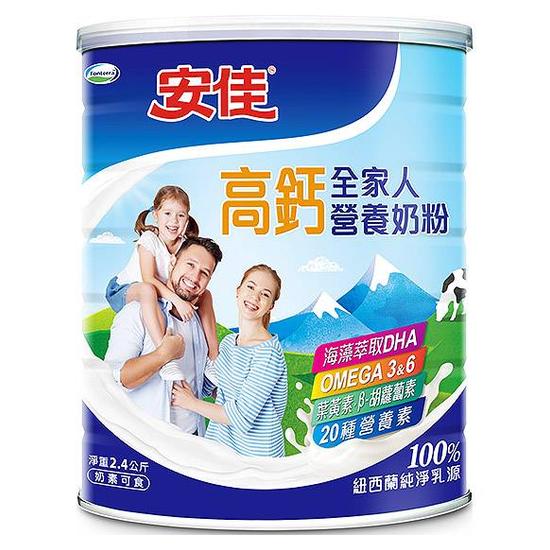 Fonterra
安佳
高鈣
全家人
營養奶粉
海藻萃取DHA
OMEGA 3&6
葉黃素·β-胡蘿蔔素
20種營養素
淨重2.4公斤
奶素可食
100%
紐西蘭純淨乳源